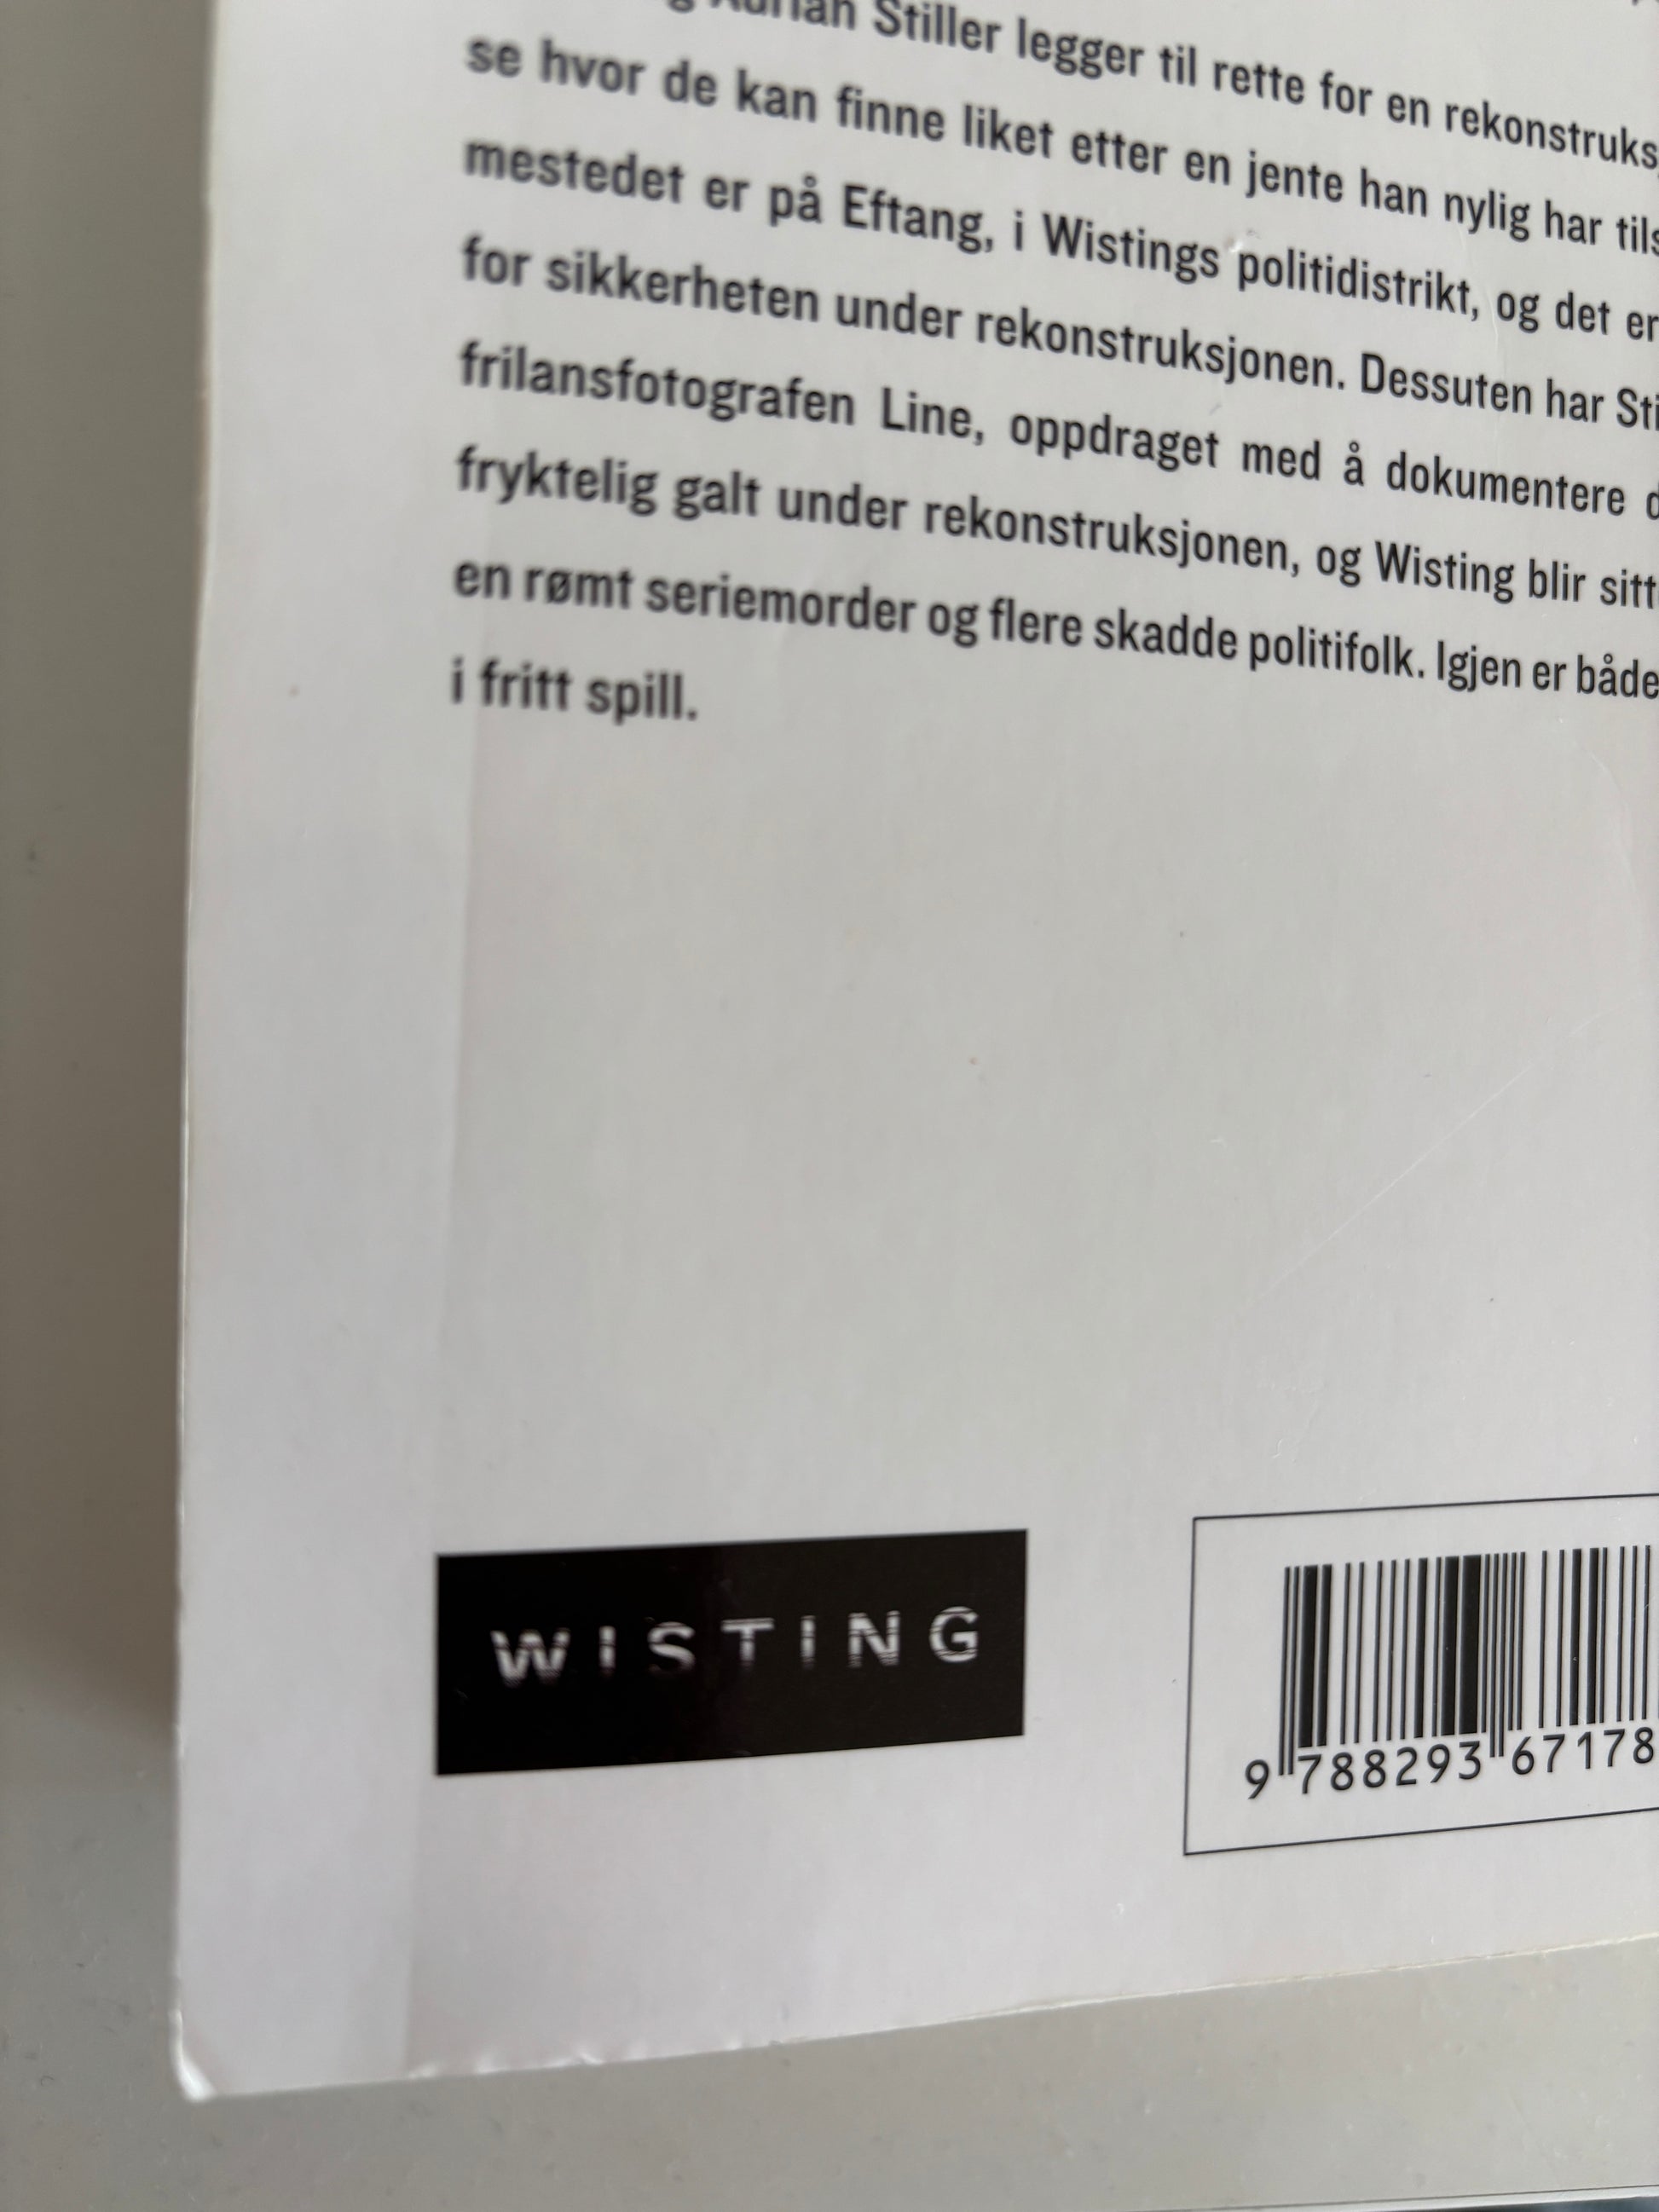 Adrian Stiller legger til rette for en rekonstruks
se hvor de kan finne liket etter en jente han nylig har tils
mestedet er på Eftang, i Wistings politidistrikt, og det er
for sikkerheten under rekonstruksjonen. Dessuten har Sti
frilansfotografen Line, oppdraget med å dokumentere d
fryktelig galt under rekonstruksjonen, og Wisting blir sitt
en rømt seriemorder og flere skadde politifolk. Igjen er både
i fritt spill.
WISTING
9 788293 67178